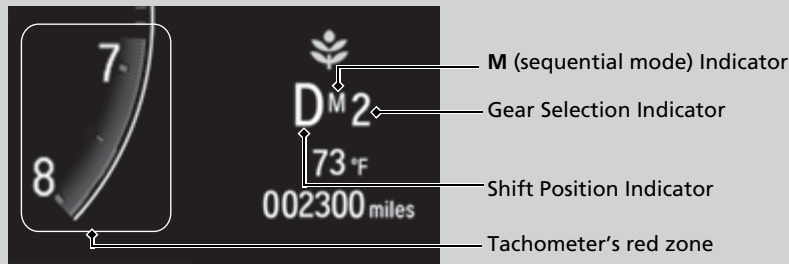 7
8
D M 2
73 °F
002300 miles
M (sequential mode) Indicator
Gear Selection Indicator
Shift Position Indicator
Tachometer's red zone